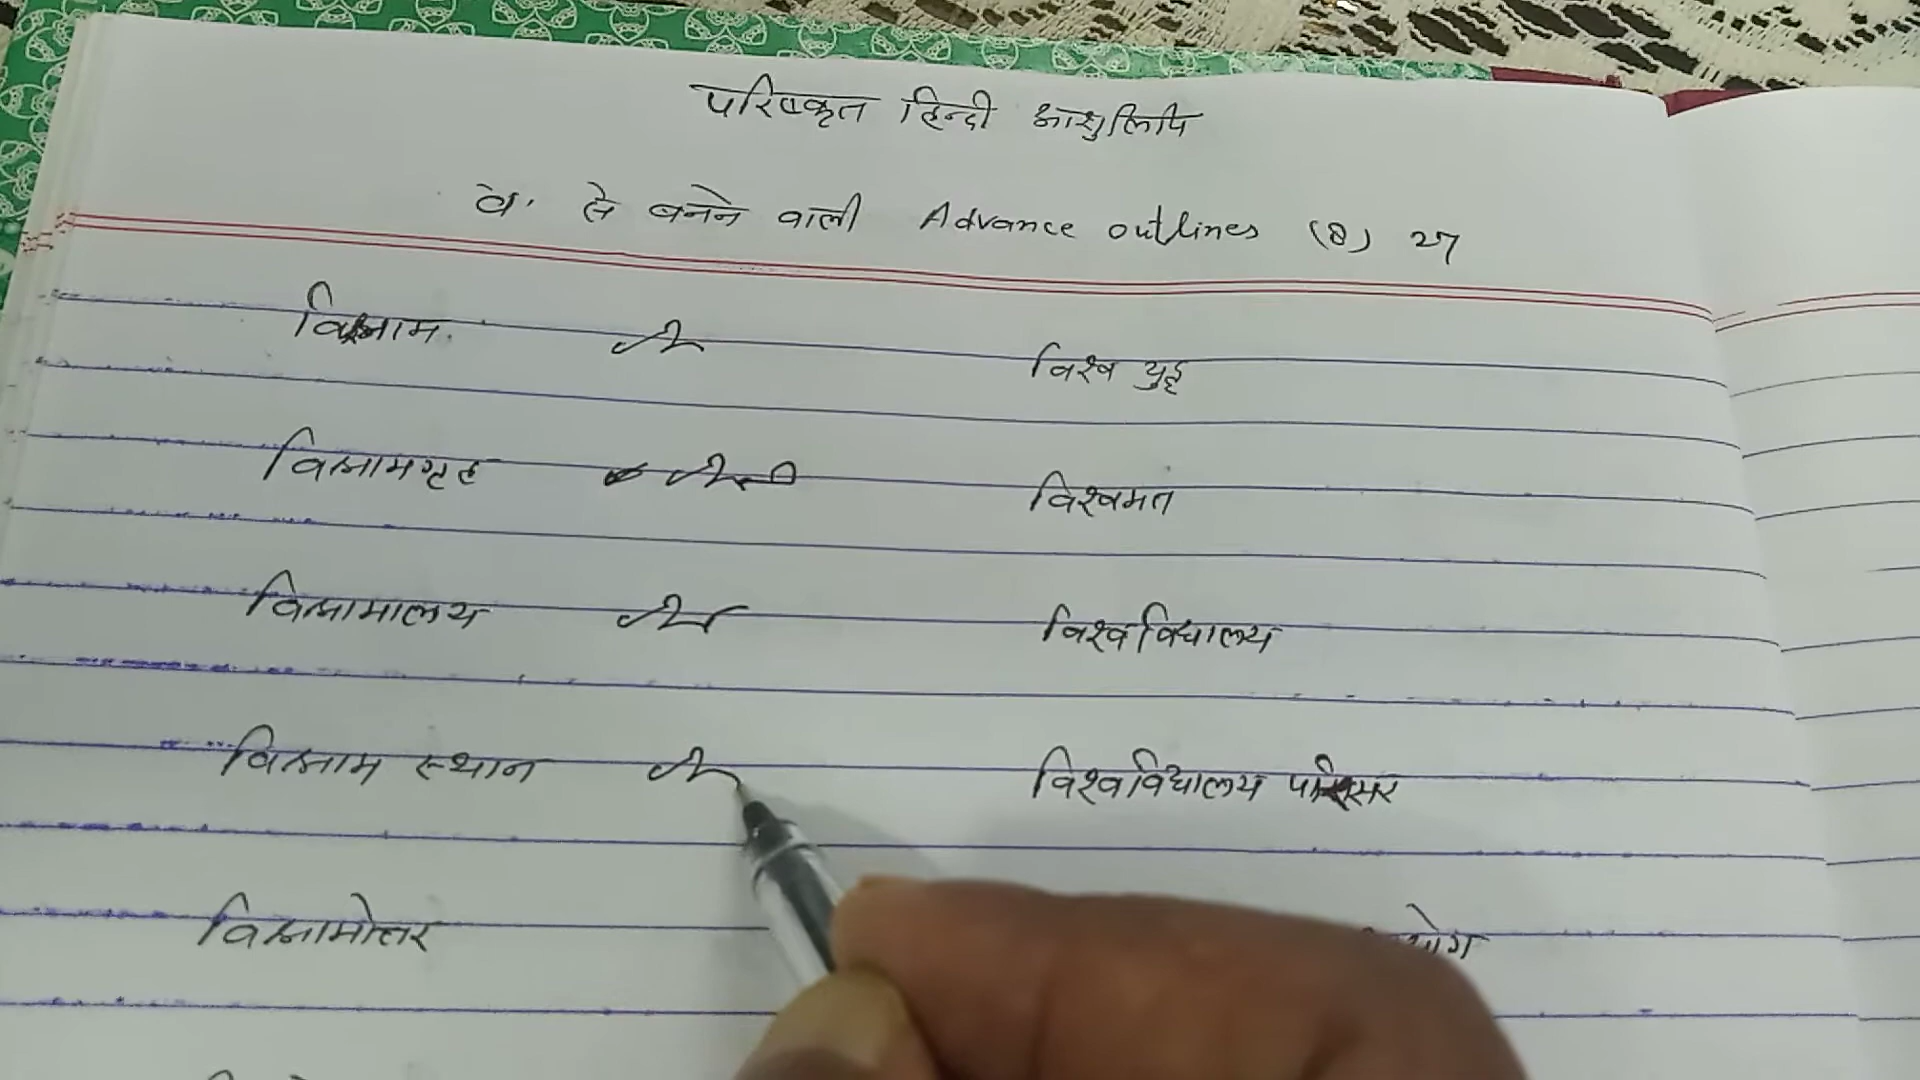 परिष्कृत हिन्दी आशुलिपि
व. से बनने वाली Advance outlines (8) 27
विश्राम. विश्व युद्ध
विश्रामगृह विश्वमत
विश्रामालय विश्वविद्यालय
विश्राम स्थान विश्वविद्यालय परिसर
विश्रामोत्तर